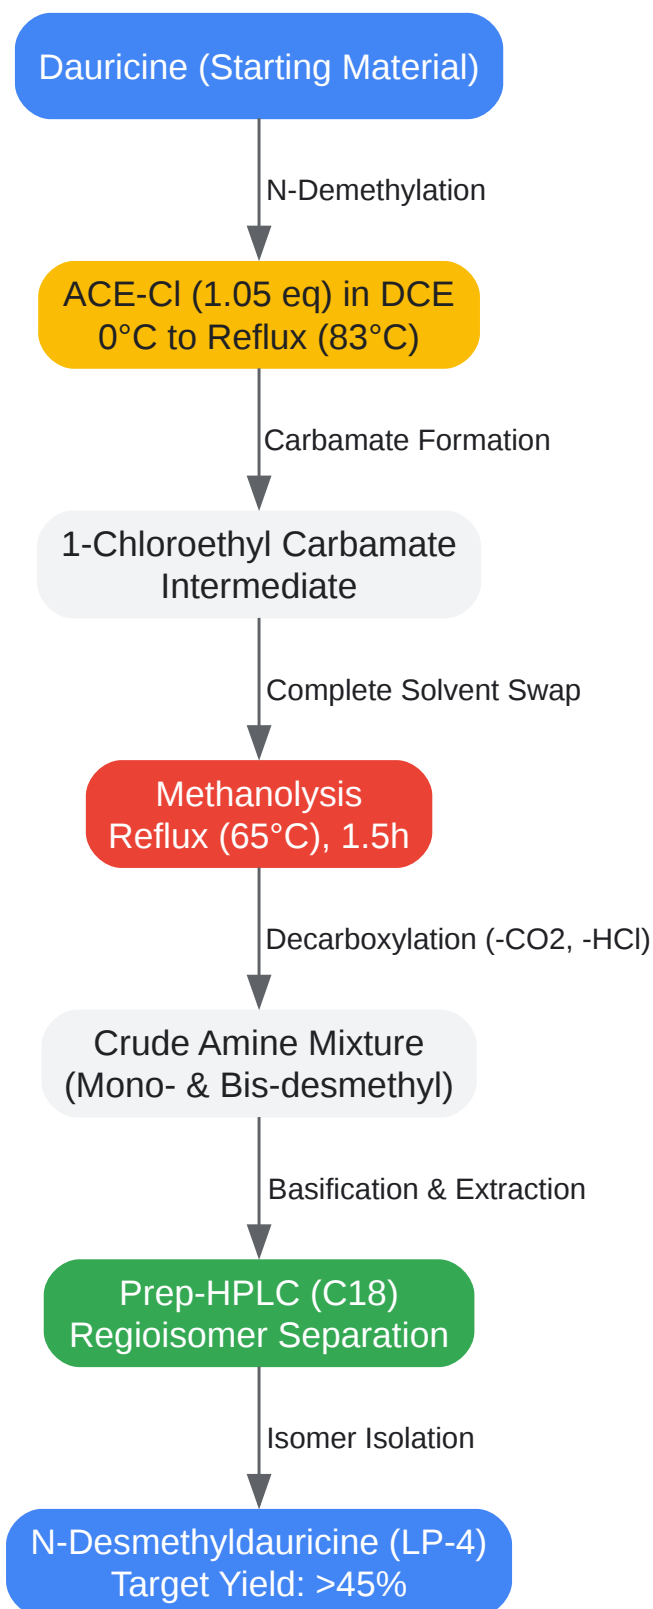 Dauricine (Starting Material)
N-Demethylation
ACE-Cl (1.05 eq) in DCE
0°C to Reflux (83°C)
Carbamate Formation
1-Chloroethyl Carbamate
Intermediate
Complete Solvent Swap
Methanolysis
Reflux (65°C), 1.5h
Decarboxylation (-CO2, -HCl)
Crude Amine Mixture
(Mono- & Bis-desmethyl)
Basification & Extraction
Prep-HPLC (C18)
Regioisomer Separation
Isomer Isolation
N-Desmethyldauricine (LP-4)
Target Yield: >45%